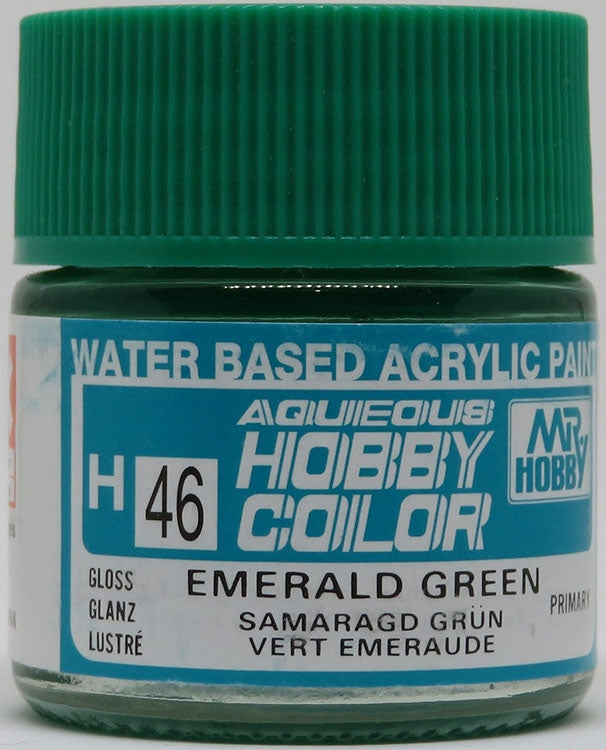 WATER BASED ACRYLIC PAINT
AQUEOUS
HOBBY
COLOR
MR
HOBBY
H 46
GLOSS
GLANZ
LUSTRÉ
EMERALD GREEN
SAMARAGD GRÜN
VERT EMERAUDE
PRIMARY